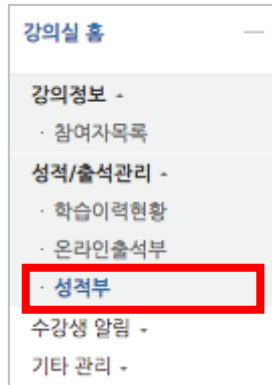 강의실 홈
강의정보
· 참여자목록
성적/출석관리
· 학습이력현황
· 온라인출석부
· 성적부
수강생 알림
기타 관리